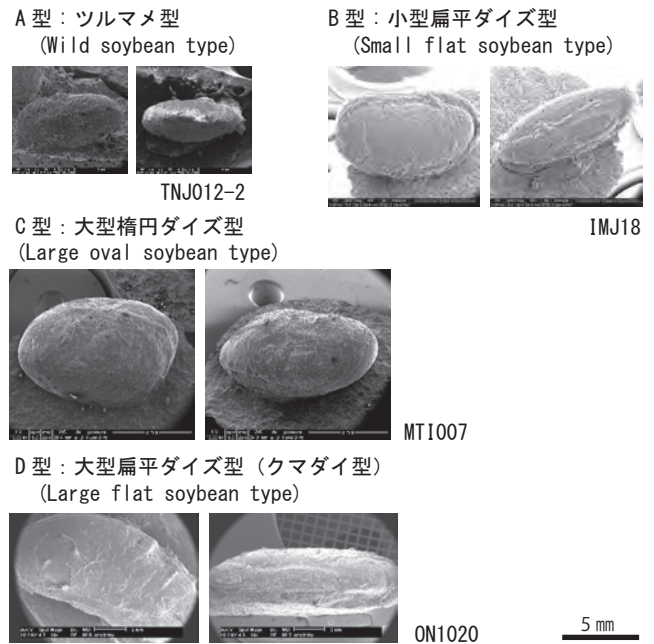 A型：ツルマメ型
(Wild soybean type)
B型：小型扁平ダイズ型
(Small flat soybean type)
TNJ012-2
IMJ18
C型：大型楕円ダイズ型
(Large oval soybean type)
MTI007
D型：大型扁平ダイズ型（クマダイ型）
(Large flat soybean type)
ON1020
5 mm